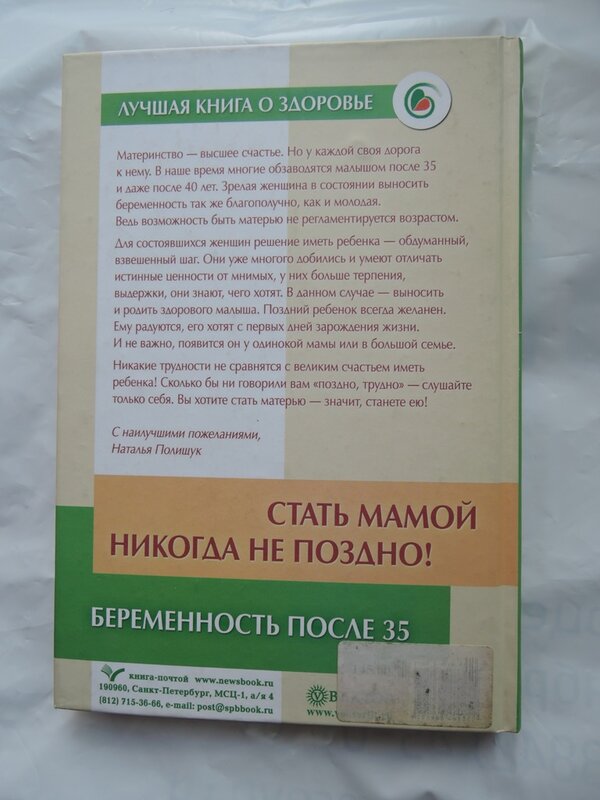 ЛУЧШАЯ КНИГА О ЗДОРОВЬЕ
Материнство — высшее счастье. Но у каждой своя дорога
к нему. В наше время многие обзаводятся малышом после 35
и даже после 40 лет. Зрелая женщина в состоянии выносить
беременность так же благополучно, как и молодая.
Ведь возможность быть матерью не регламентируется возрастом.
Для состоявшихся женщин решение иметь ребенка — обдуманный,
взвешенный шаг. Они уже многого добились и умеют отличать
истинные ценности от мнимых, у них больше терпения,
выдержки, они знают, чего хотят. В данном случае — выносить
и родить здорового малыша. Поздний ребенок всегда желанен.
Ему радуются, его хотят с первых дней зарождения жизни.
И не важно, появится он у одинокой мамы или в большой семье.
Никакие трудности не сравнятся с великим счастьем иметь
ребенка! Сколько бы ни говорили вам «поздно, трудно» — слушайте
только себя. Вы хотите стать матерью — значит, станете ею!
С наилучшими пожеланиями,
Наталья Полищук
СТАТЬ МАМОЙ
НИКОГДА НЕ ПОЗДНО!
БЕРЕМЕННОСТЬ ПОСЛЕ 35
книга-почтой www.newsbook.ru
190960, Санкт-Петербург, МСЦ-1, а/я 4
(812) 715-36-66, e-mail: post@spbbook.ru